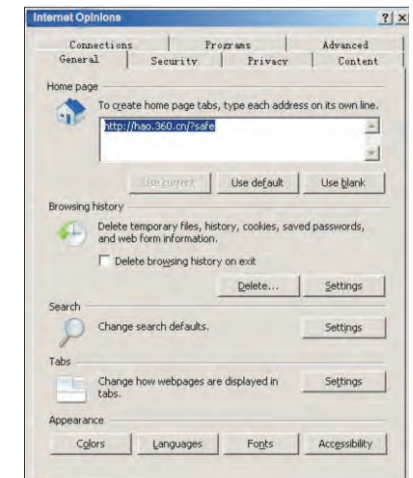 Internet Opinions
Connections Programs Advanced
General Security Privacy Content
Home page
To create home page tabs, type each address on its own line.
http://hao.360.cn/?safe
Use current Use default Use blank
Browsing history
Delete temporary files, history, cookies, saved passwords,
and web form information.
Delete browsing history on exit
Delete... Settings
Search
Change search defaults. Settings
Tabs
Change how webpages are displayed in Settings
tabs.
Appearance
Colors Languages Fonts Accessibility